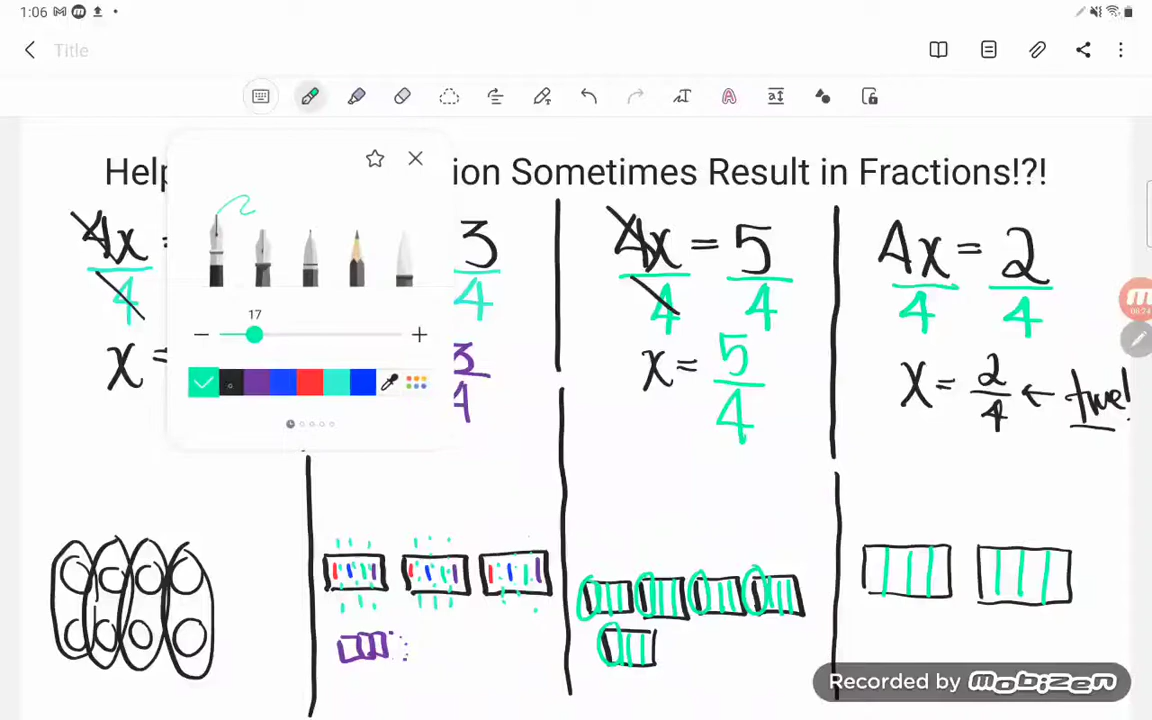 1:06
Title
Help ion Sometimes Result in Fractions!?!
17
4x =
4
x =
3
4
3
4
4x = 5
4 4
x = 5
4
4x = 2
4 4
x = 2 ← true!
4
Recorded by mobizen